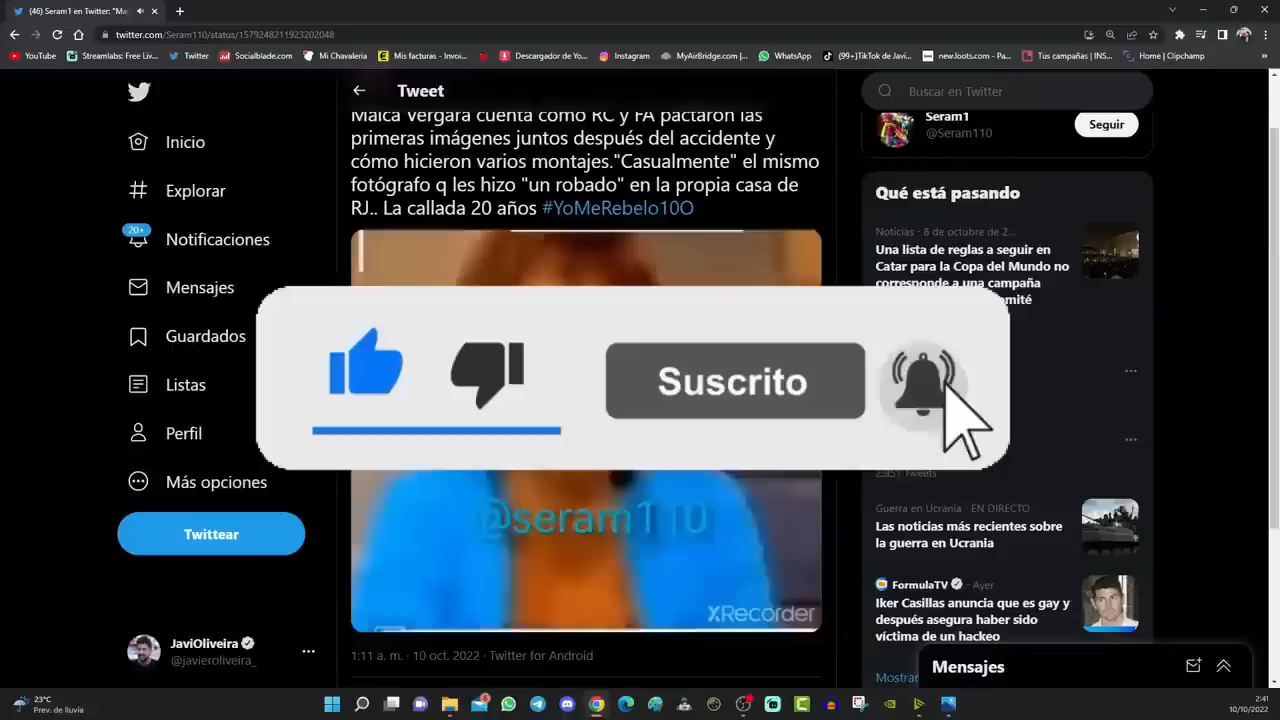 (46) Seram1 en Twitter: "Ma
twitter.com/Seram110/status/1579248211923202048
YouTube
Streamlabs: Free Liv...
Twitter
Socialblade.com
Mi Chavaleria
Mis facturas - Invoi...
Descargador de Yo...
Instagram
MyAirBridge.com |...
WhatsApp
(99+)TikTok de Javi...
new.loots.com - Pa...
Tus campañas | INS...
Home | Clipchamp
»
Inicio
Explorar
20+
Notificaciones
Mensajes
Guardados
Listas
Perfil
Más opciones
Twittear
JaviOliveira
@javieroliveira_
Tweet
Maica Vergara cuenta como RC y FA pactaron las
primeras imágenes juntos después del accidente y
cómo hicieron varios montajes."Casualmente" el mismo
fotógrafo q les hizo "un robado" en la propia casa de
RJ.. La callada 20 años #YoMeRebelo10O
Suscrito
@seram110
XRecorder
1:11 a. m. · 10 oct. 2022 · Twitter for Android
Buscar en Twitter
Seram1
@Seram110
Seguir
Qué está pasando
Noticias · 8 de octubre de 2...
Una lista de reglas a seguir en
Catar para la Copa del Mundo no
corresponde a una campaña
mité
Tweets
Guerra en Ucrania · EN DIRECTO
Las noticias más recientes sobre
la guerra en Ucrania
FormulaTV · Ayer
Iker Casillas anuncia que es gay y
después asegura haber sido
víctima de un hackeo
Mostrar
Mensajes
23°C
Prev. de lluvia
2:41
10/10/2022